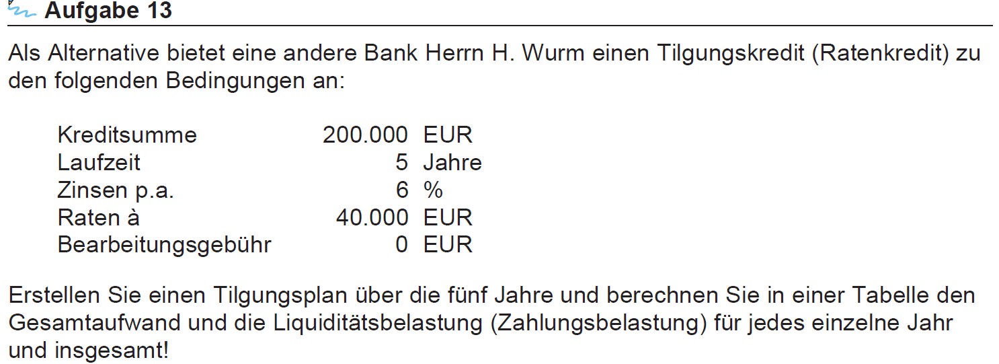 Aufgabe 13
Als Alternative bietet eine andere Bank Herrn H. Wurm einen Tilgungskredit (Ratenkredit) zu
den folgenden Bedingungen an:
Kreditsumme 200.000 EUR
Laufzeit 5 Jahre
Zinsen p.a. 6 %
Raten à 40.000 EUR
Bearbeitungsgebühr 0 EUR
Erstellen Sie einen Tilgungsplan über die fünf Jahre und berechnen Sie in einer Tabelle den
Gesamtaufwand und die Liquiditätsbelastung (Zahlungsbelastung) für jedes einzelne Jahr
und insgesamt!